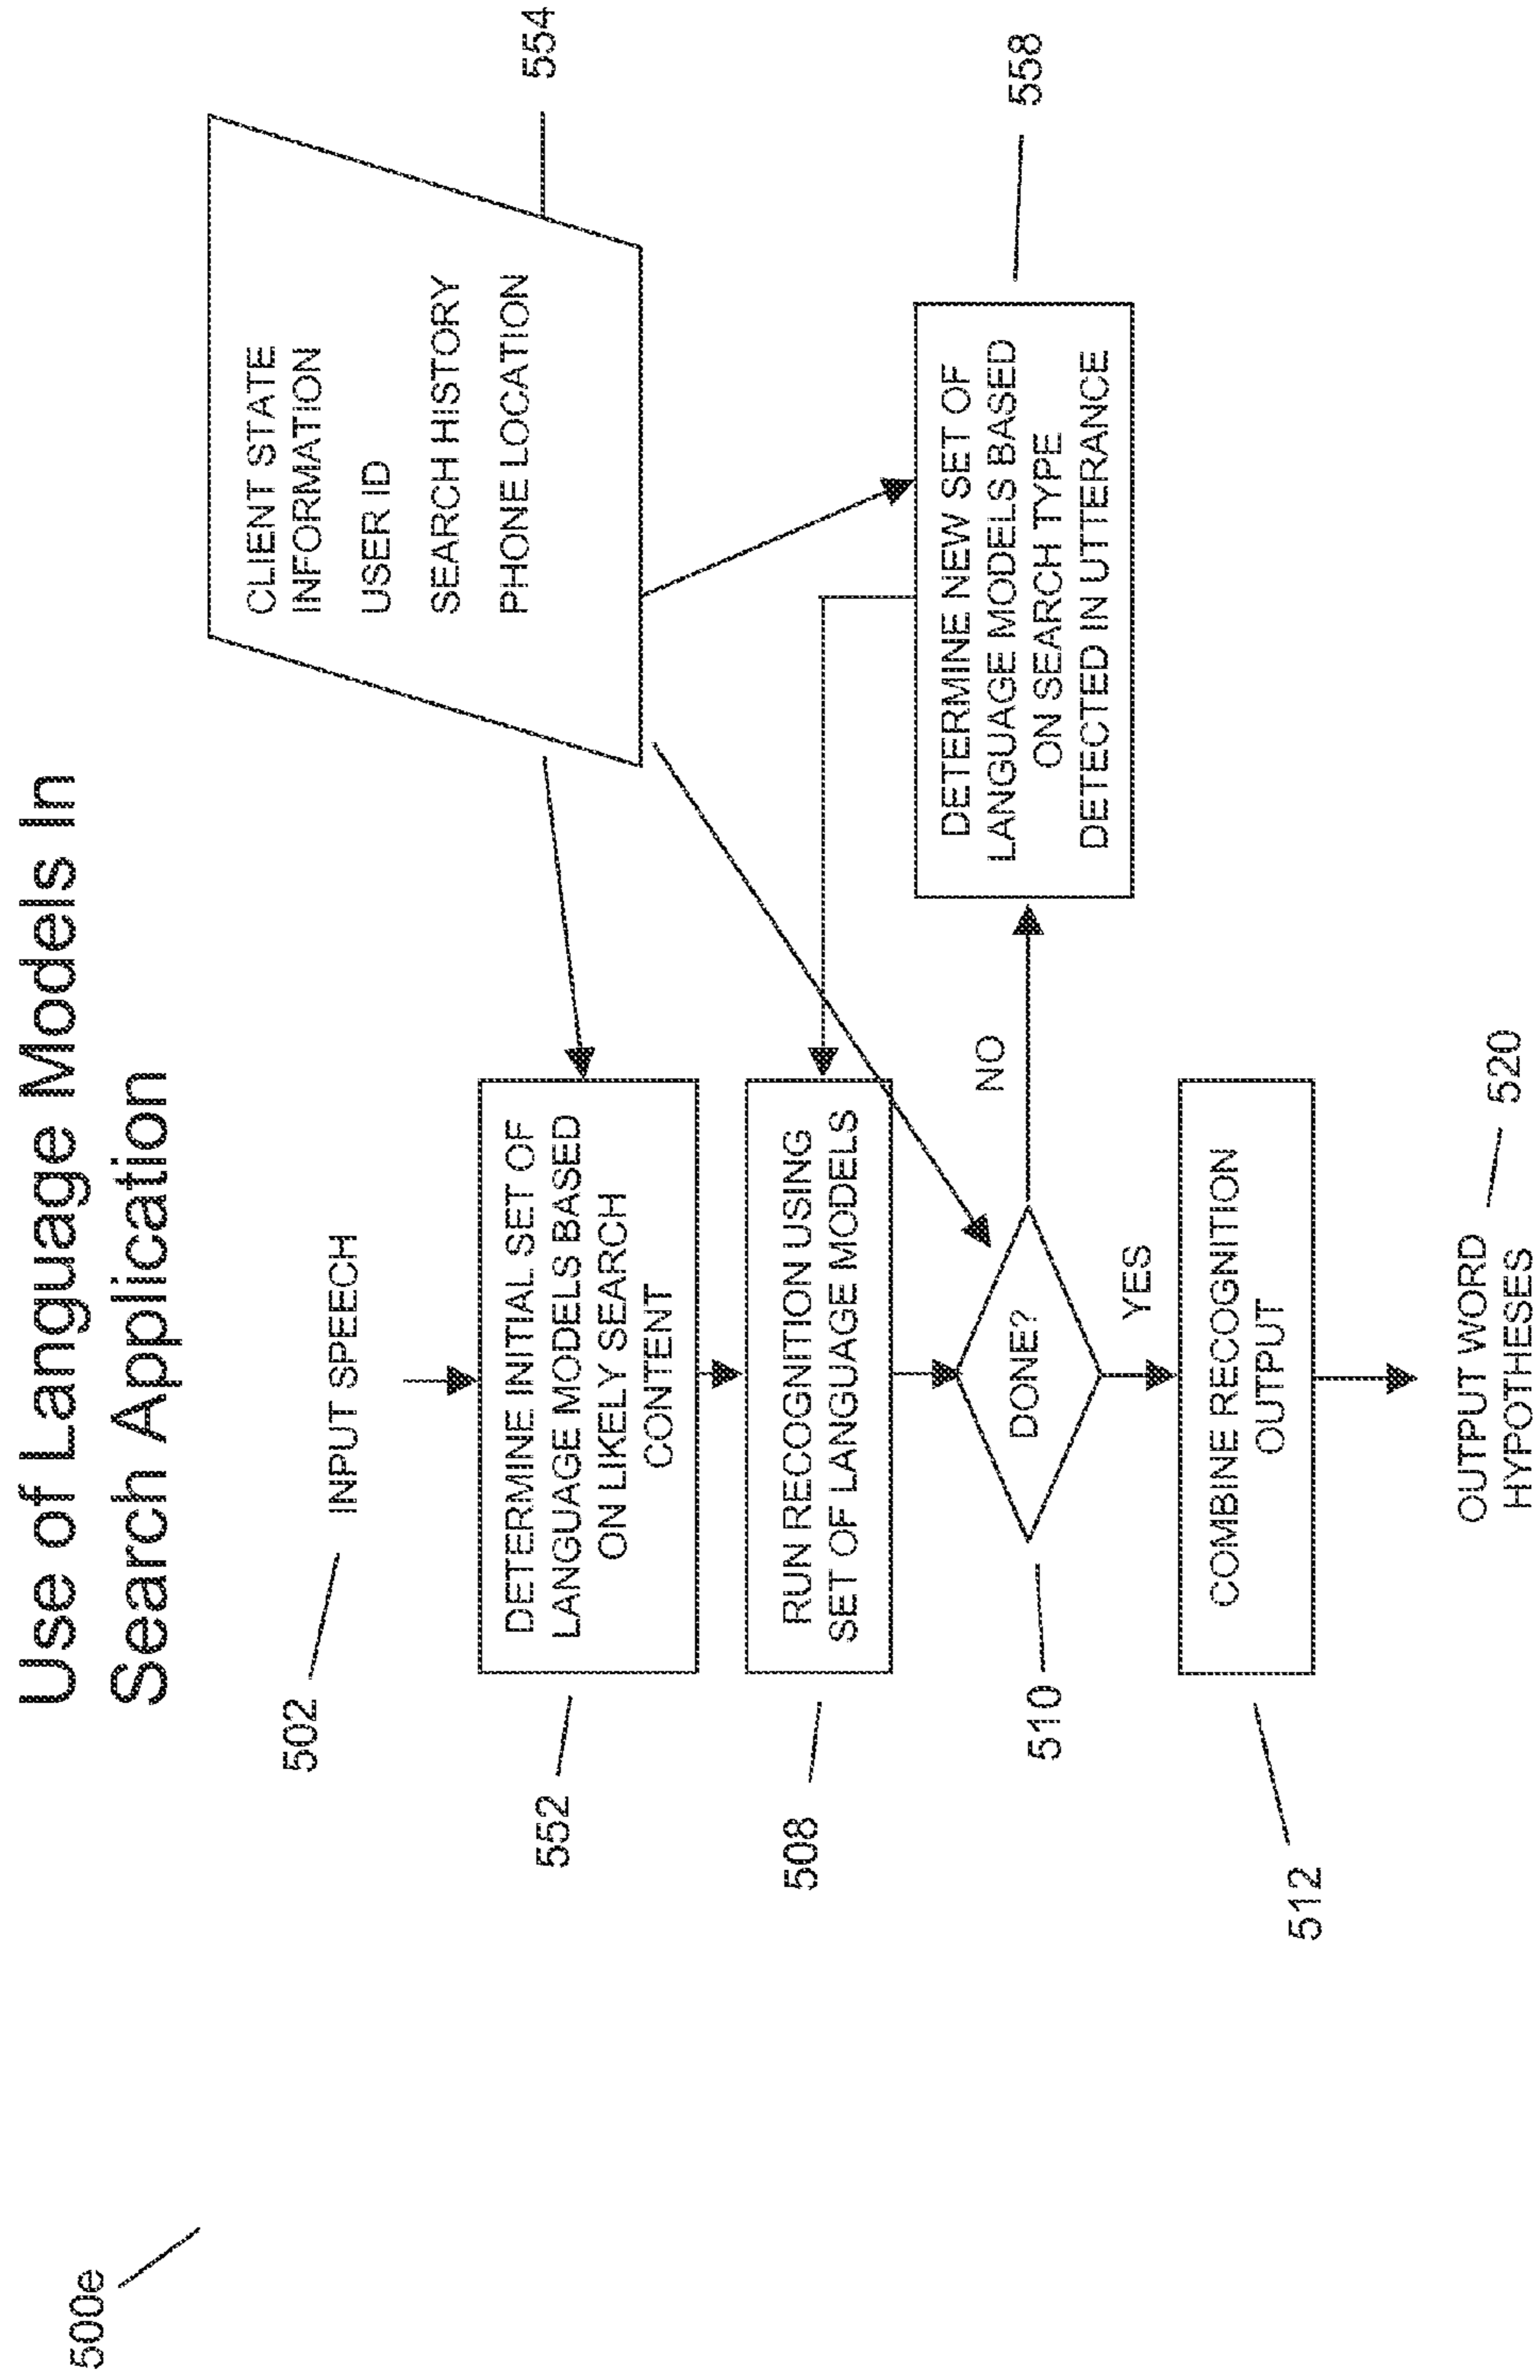 Use of Language Models In
Search Application
500e
502
INPUT SPEECH
CLIENT STATE
INFORMATION
USER ID
SEARCH HISTORY
PHONE LOCATION
554
552
DETERMINE INITIAL SET OF
LANGUAGE MODELS BASED
ON LIKELY SEARCH
CONTENT
508
RUN RECOGNITION USING
SET OF LANGUAGE MODELS
510
DONE?
NO
YES
DETERMINE NEW SET OF
LANGUAGE MODELS BASED
ON SEARCH TYPE
DETECTED IN UTTERANCE
558
512
COMBINE RECOGNITION
OUTPUT
OUTPUT WORD
HYPOTHESES
520